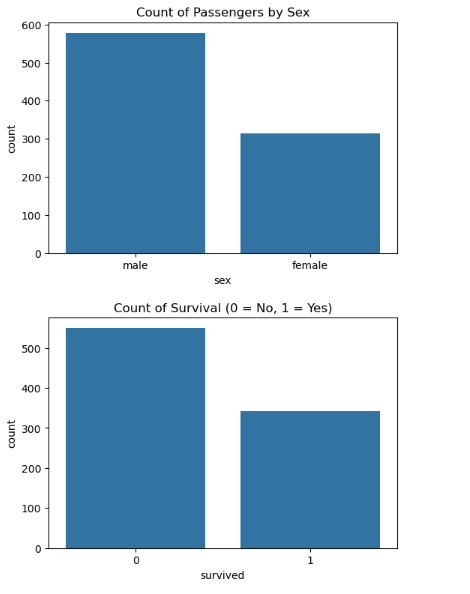 Count of Passengers by Sex
600
500
400
300
200
100
0
count
male female
sex
Count of Survival (0 = No, 1 = Yes)
500
400
300
200
100
0
count
0 1
survived